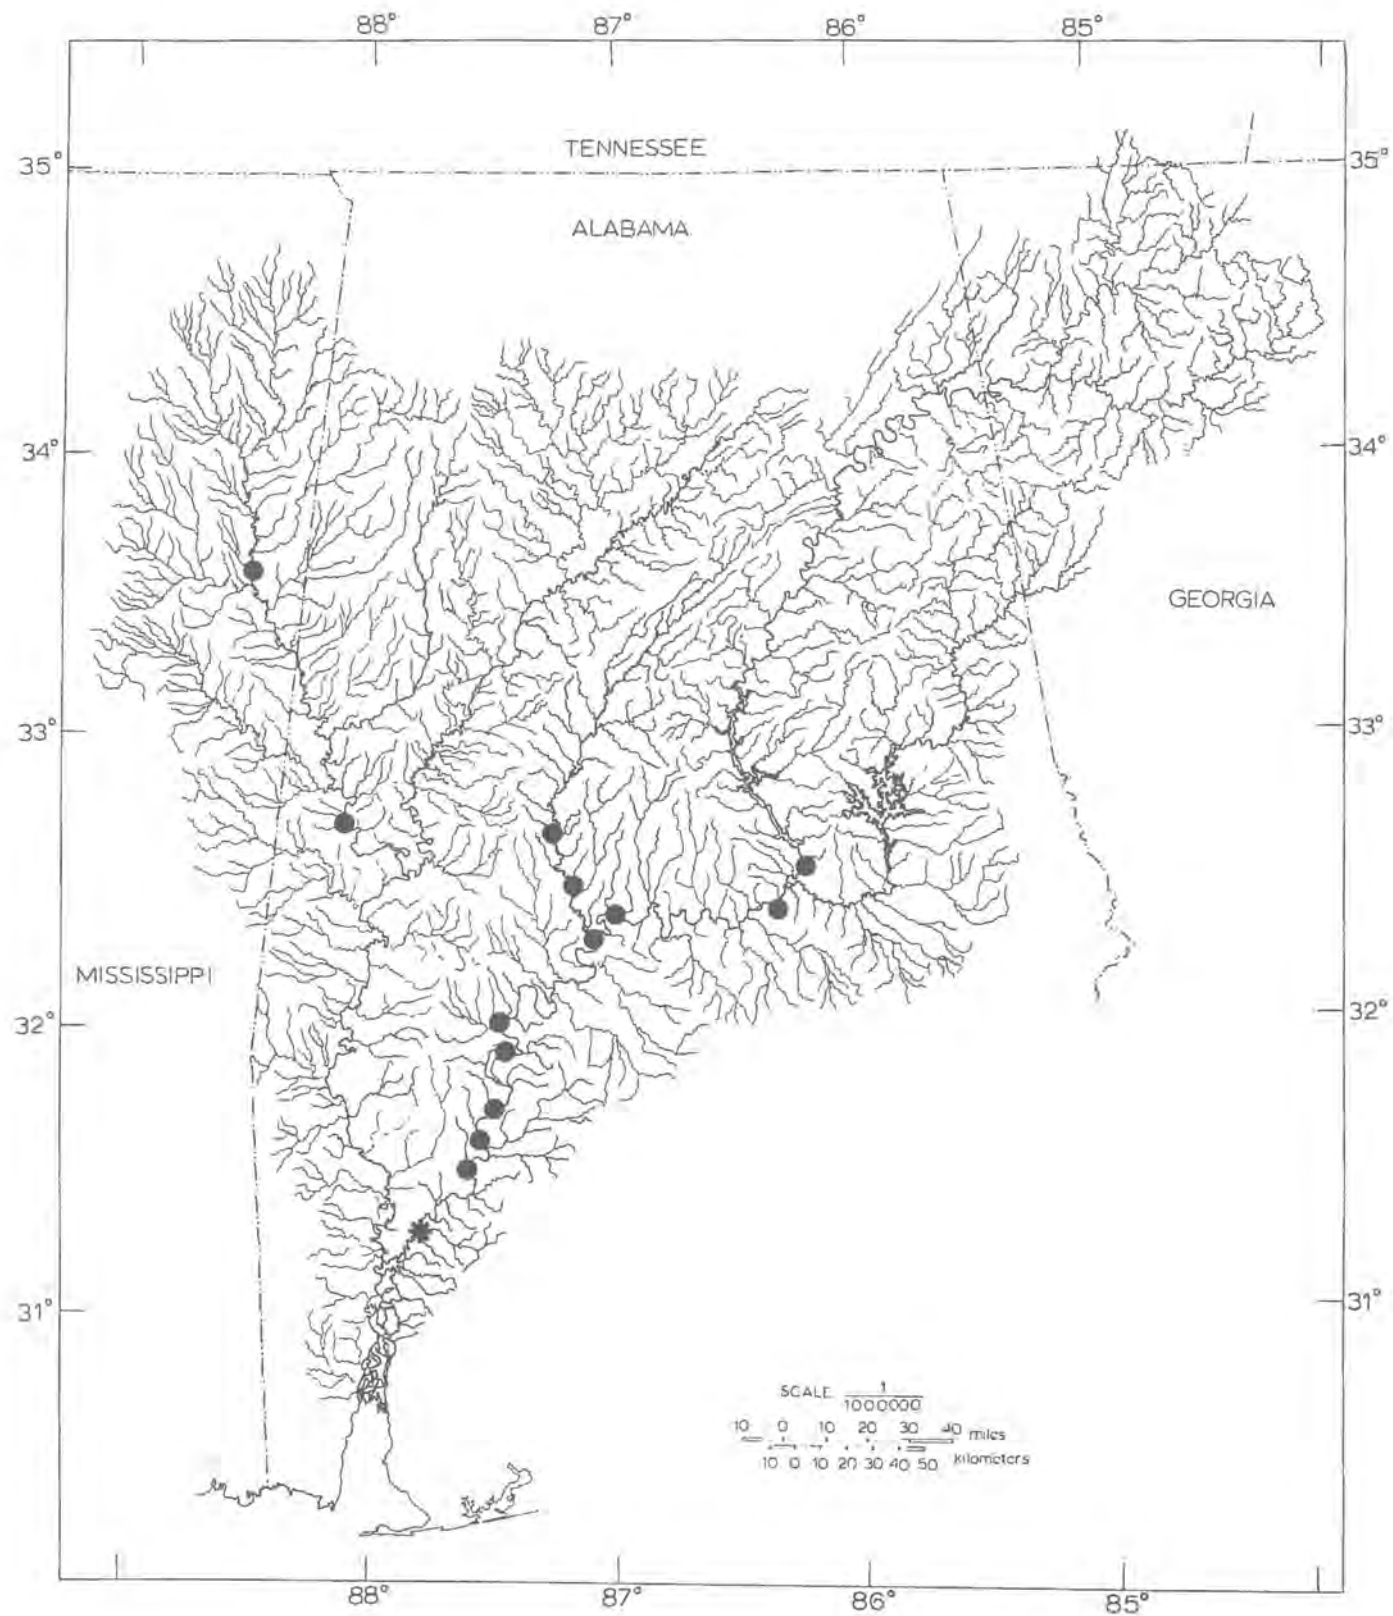 88° 87° 86° 85°
TENNESSEE
35° 35°
ALABAMA
34° 34°
GEORGIA
33° 33°
MISSISSIPPI
32° 32°
31° 31°
SCALE 1
1000000
10 0 10 20 30 40 miles
10 0 10 20 30 40 50 kilometers
88° 87° 86° 85°